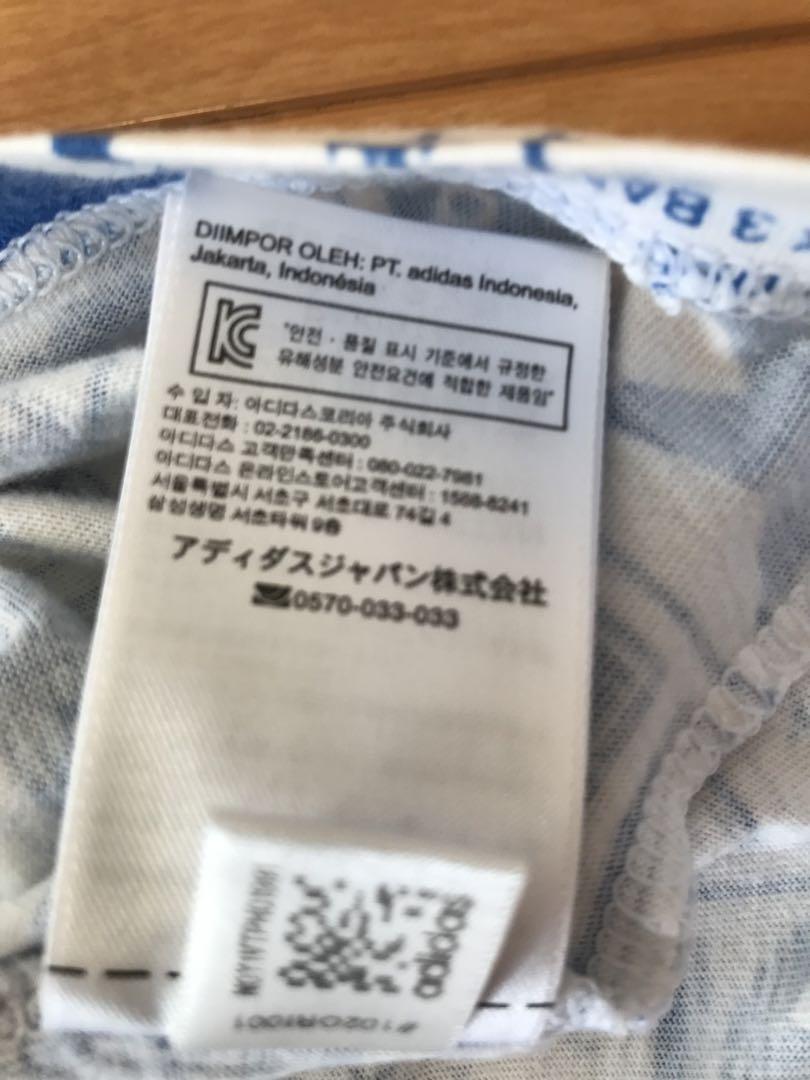 3 BA
DIIMPOR OLEH: PT. adidas Indonesia,
Jakarta, Indonésia
KC
"안전 · 품질 표시 기준에서 규정한
유해성분 안전요건에 적합한 제품임"
수 입 자: 아디다스코리아 주식회사
대표전화 : 02-2186-0300
아디다스 고객만족센터 : 080-022-7981
아디다스 온라인스토어고객센터 : 1588-8241
서울특별시 서초구 서초대로 74길 4
삼성생명 서초타워 9층
アディダスジャパン株式会社
0570-033-033
adidas